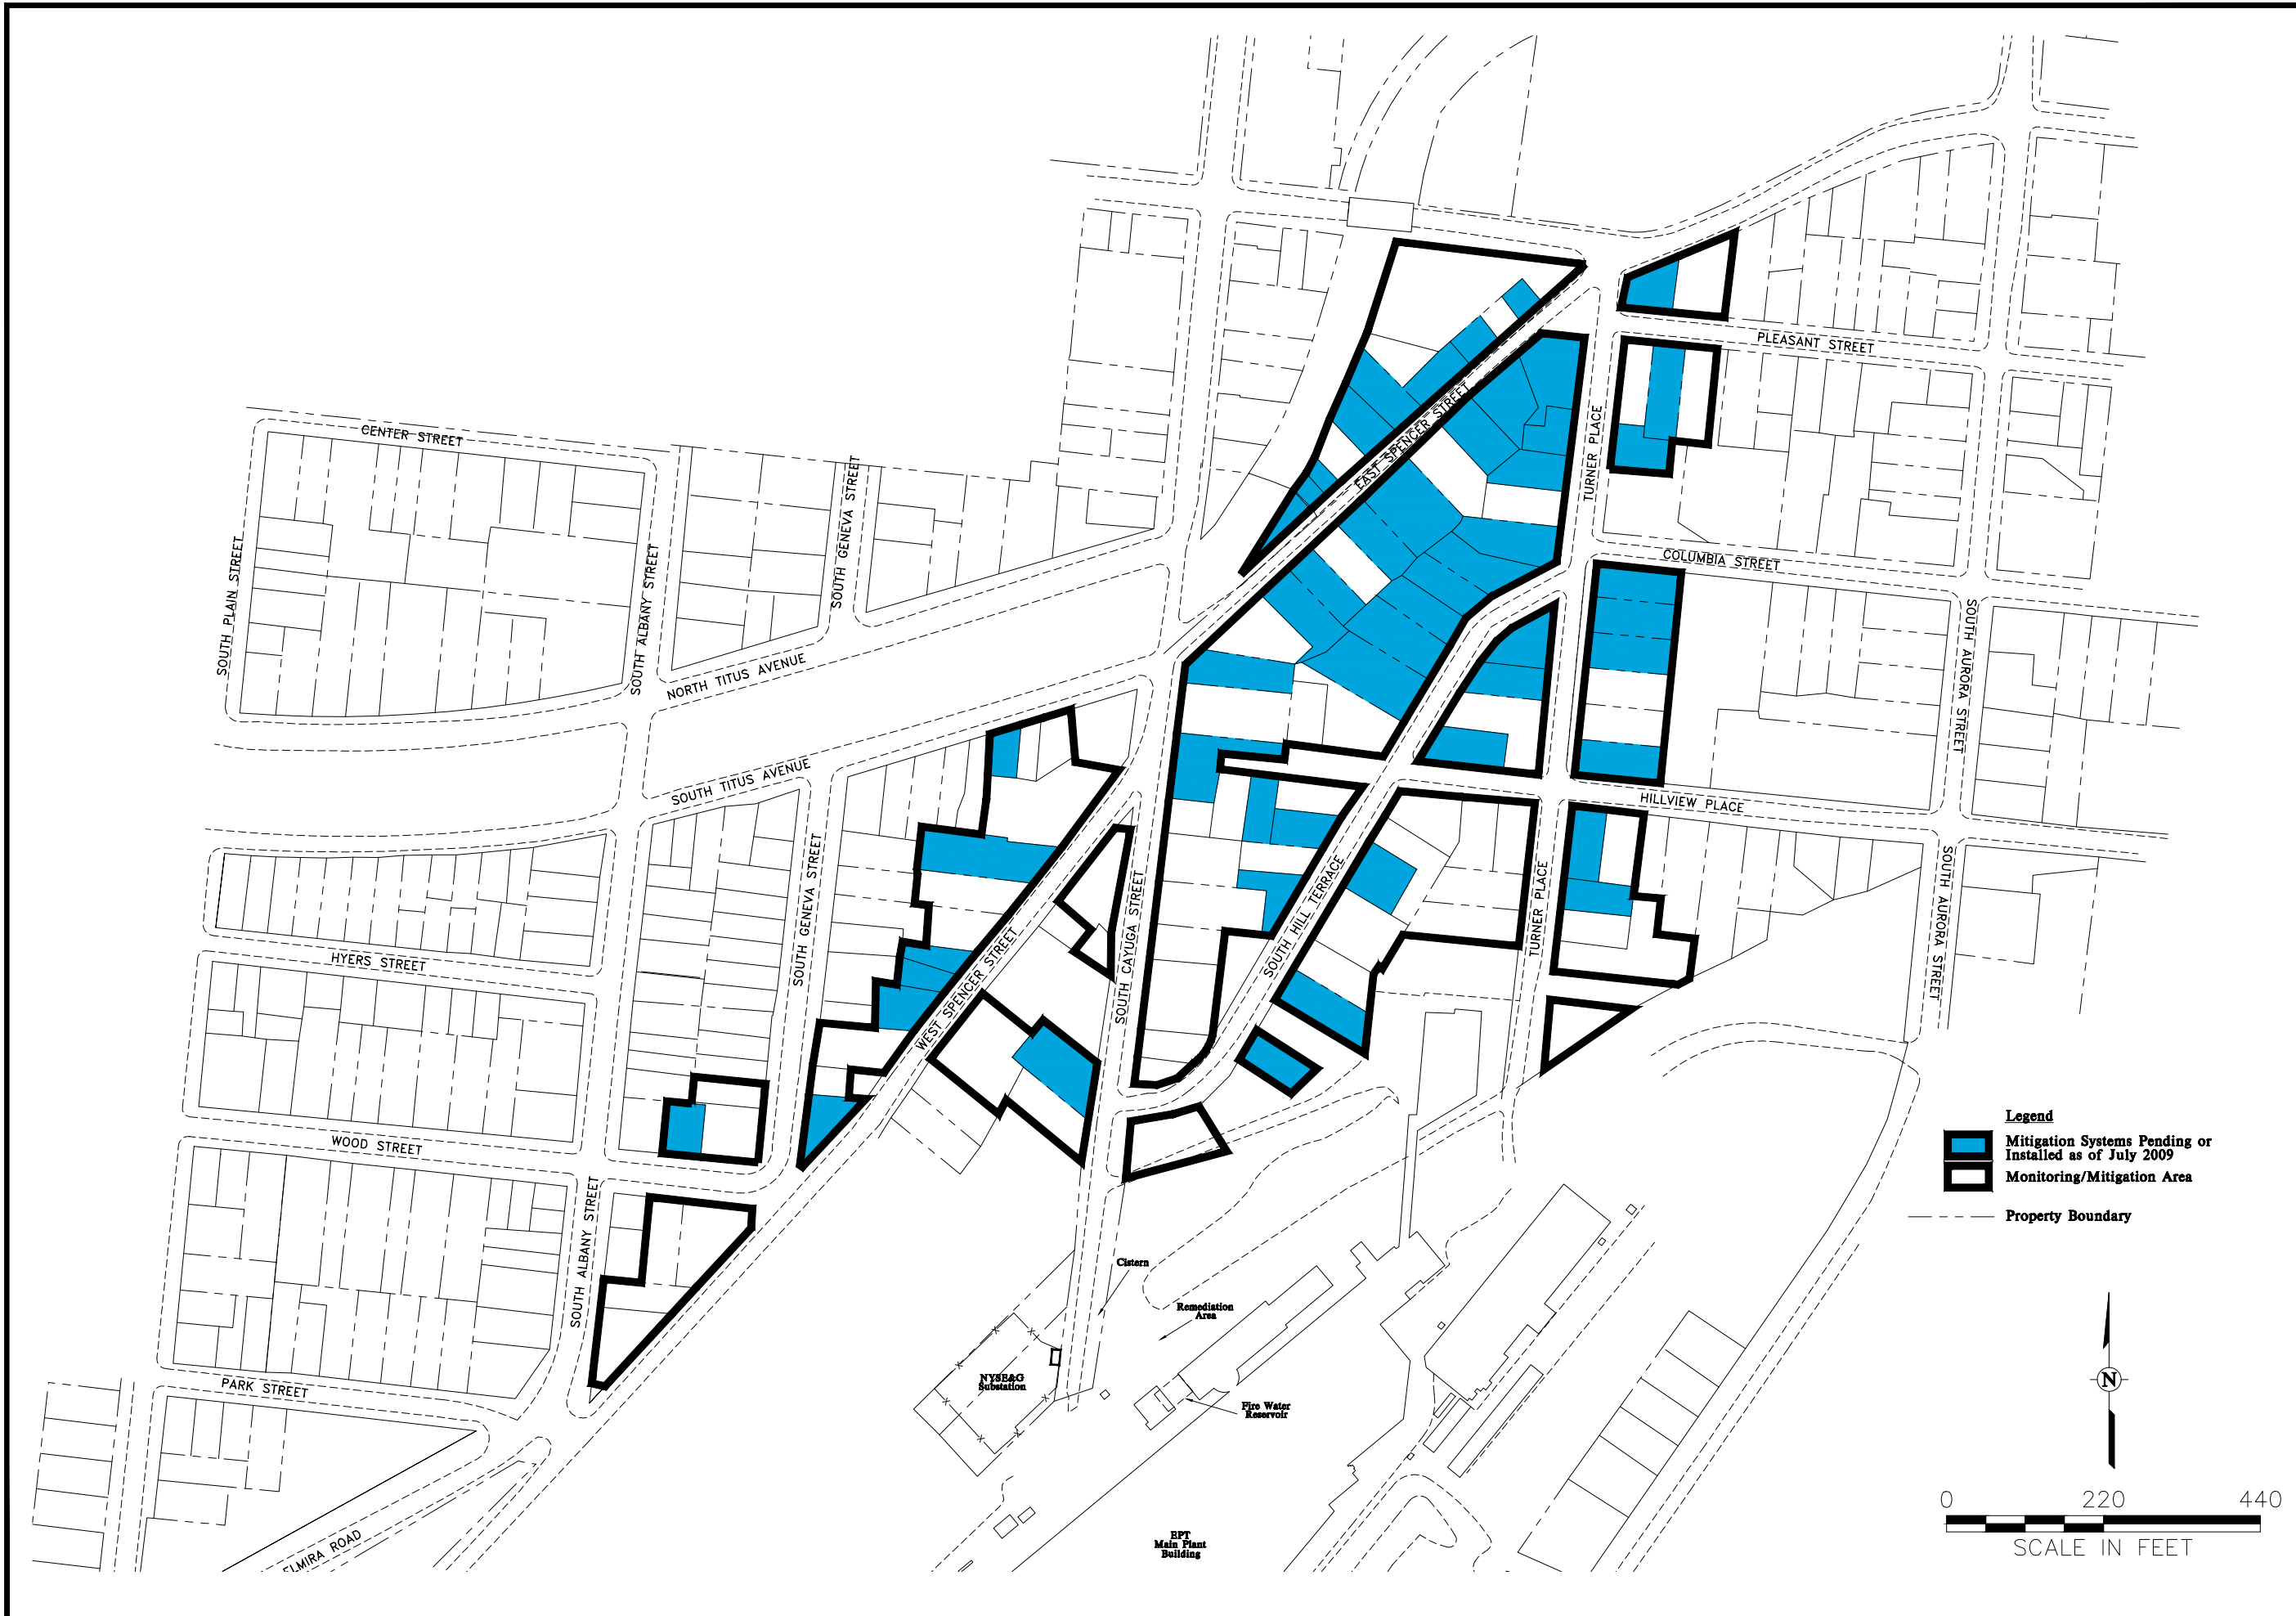 PLEASANT STREET
CENTER STREET
EAST SPENCER STREET
TURNER PLACE
SOUTH GENEVA STREET
SOUTH PLAIN STREET
SOUTH ALBANY STREET
COLUMBIA STREET
NORTH TITUS AVENUE
SOUTH AURORA STREET
SOUTH TITUS AVENUE
HILLVIEW PLACE
SOUTH GENEVA STREET
SOUTH HILL TERRACE
TURNER PLACE
SOUTH AURORA STREET
SOUTH CAYUGA STREET
HYERS STREET
WEST SPENCER STREET
WOOD STREET
SOUTH ALBANY STREET
PARK STREET
ELMIRA ROAD
Cistern
Remediation
Area
NYSE&G
Substation
Fire Water
Reservoir
EPT
Main Plant
Building
Legend
Mitigation Systems Pending or
Installed as of July 2009
Monitoring/Mitigation Area
Property Boundary
N
0 220 440
SCALE IN FEET